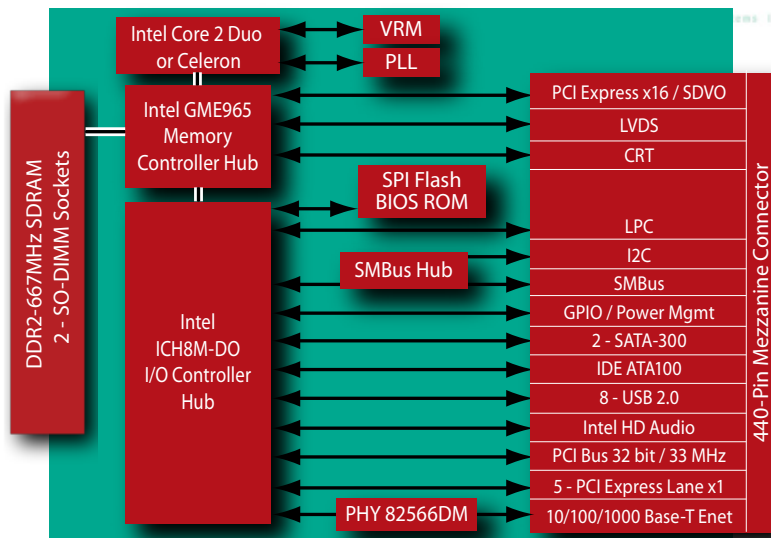 ems i
Intel Core 2 Duo
or Celeron
VRM
PLL
Intel GME965
Memory
Controller Hub
DDR2-667MHz SDRAM
2 - SO-DIMM Sockets
SPI Flash
BIOS ROM
SMBus Hub
Intel
ICH8M-DO
I/O Controller
Hub
PHY 82566DM
PCI Express x16 / SDVO
LVDS
CRT
LPC
I2C
SMBus
GPIO / Power Mgmt
2 - SATA-300
IDE ATA100
8 - USB 2.0
Intel HD Audio
PCI Bus 32 bit / 33 MHz
5 - PCI Express Lane x1
10/100/1000 Base-T Enet
440-Pin Mezzanine Connector